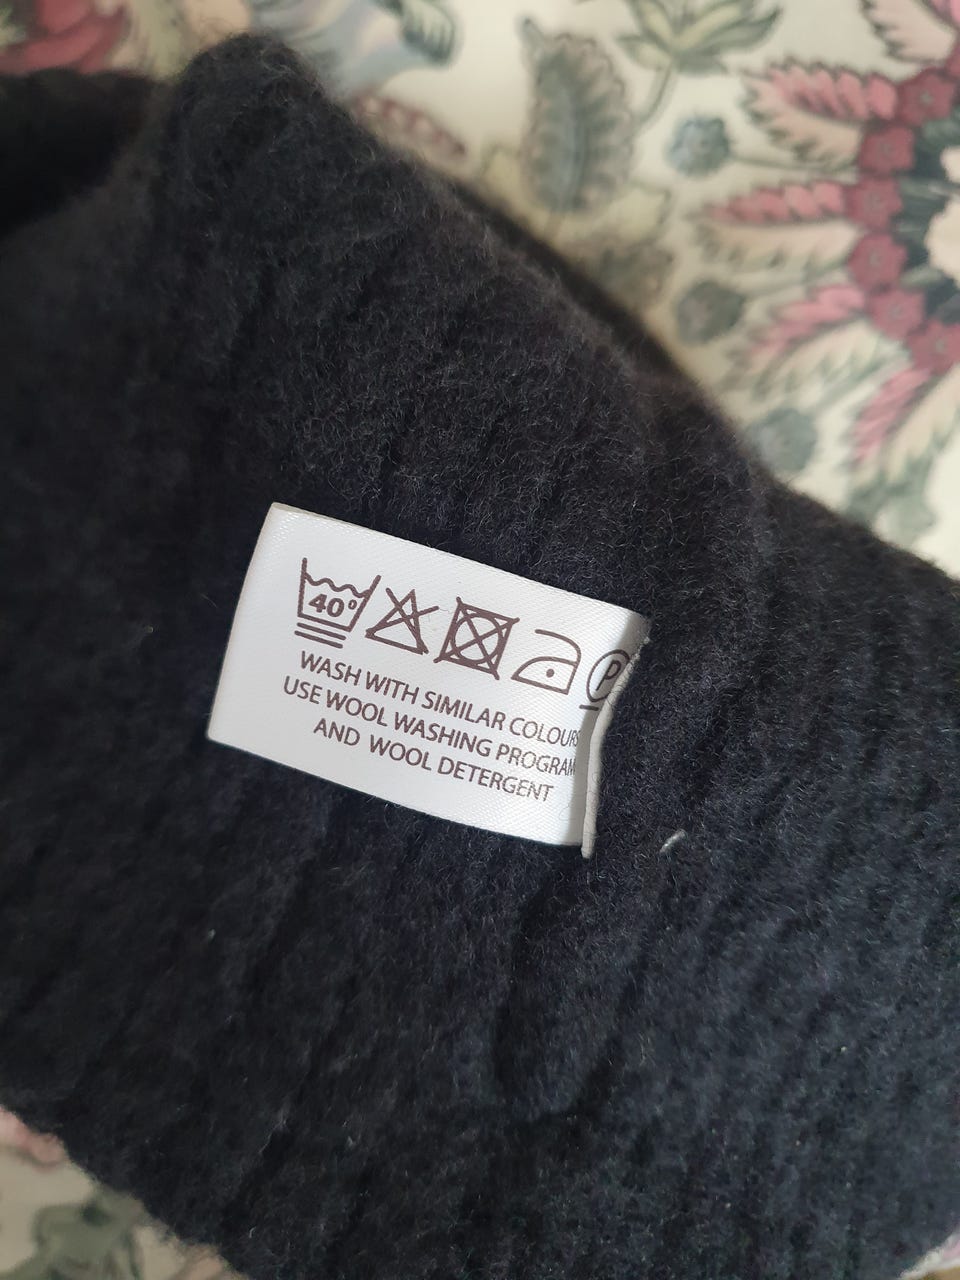 40°
P
WASH WITH SIMILAR COLOURS
USE WOOL WASHING PROGRAM
AND WOOL DETERGENT